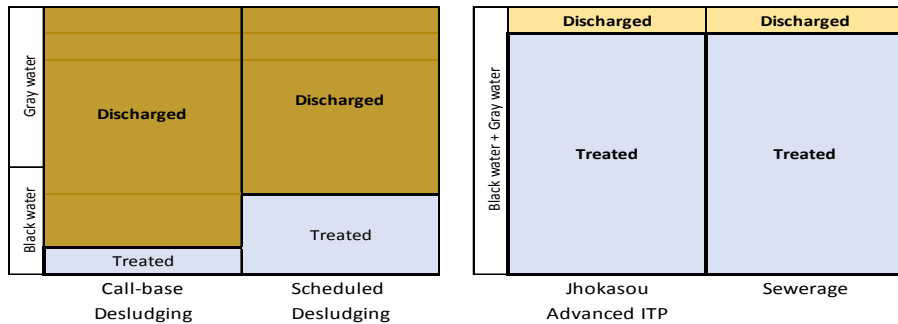 Gray water
Black water
Discharged
Treated
Discharged
Treated
Call-base
Desludging
Scheduled
Desludging
Black water + Gray water
Discharged
Treated
Discharged
Treated
Jhokasou
Advanced ITP
Sewerage